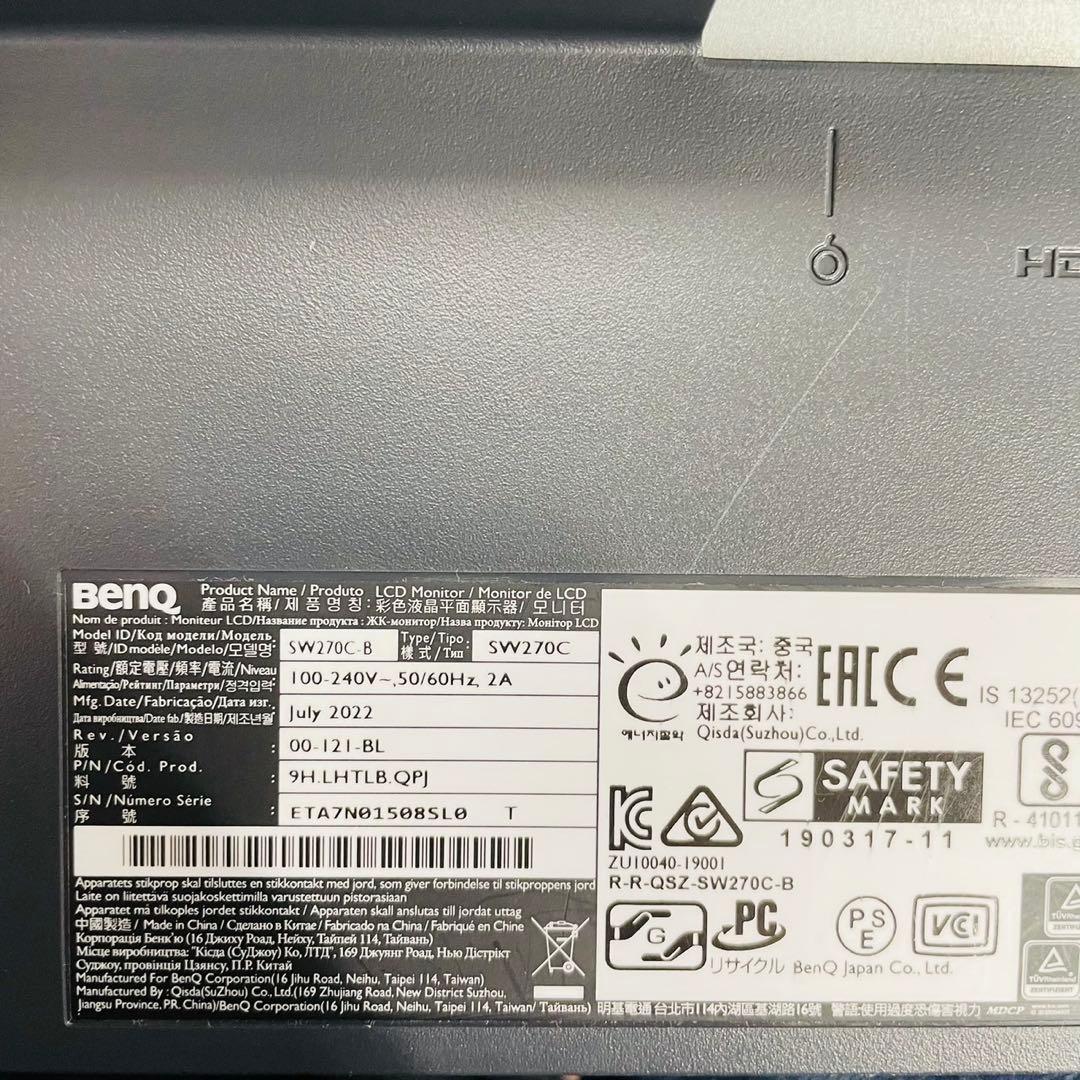 HD
BenQ
Product Name / Produto LCD Monitor / Monitor de LCD
產品名稱/제품명칭:彩色液晶平面顯示器/모니터
Nom de produit : Moniteur LCD/Название продукта : ЖК-монитор/Назва продукту: Монітор LCD
Model ID/Код модели/Модель
型 號/ID modèle/Modelo/모델명:
SW270C-B
Type/Tipo :
樣式/Тип
SW270C
Rating/額定電壓/頻率/電流/Niveau
Alimentação/Рейтинг/Параметри/정격입력:
100-240V~,50/60Hz, 2A
Mfg. Date/Fabricação/Дата изг.
Дата виробництва/Date fab/製造日期/제조년월:
July 2022
Rev./Versão
版 本 :
00-121-BL
P/N/Cód. Prod.
料 號 :
9H.LHTLB.QPJ
S/N/Número Série
序 號 :
ETA7N01508SL0 T
Apparatets stikprop skal tilsluttes en stikkontakt med jord, som giver forbindelse til stikproppens jord
Laite on liitettävä suojakoskettimilla varustettuun pistorasiaan
Apparatet må tilkoples jordet stikkontakt / Apparaten skall anslutas till jordat uttag
中國製造 / Made in China / Сделано в Китае / Fabricado na China / Fabriqué en Chine
Корпорація Бенк'ю (16 Джиху Роад, Нейху, Тайпей 114, Тайвань)
Місце виробництва: "Кісда (СуДжоу) Ко, ЛТД", 169 Джуянг Роад, Нью Дістрікт
Суджоу, провінція Цзянсу, П.Р. Китай
Manufactured For BenQ Corporation(16 Jihu Road, Neihu, Taipei 114, Taiwan)
Manufactured By : Qisda(SuZhou) Co.,Ltd.(169 Zhujiang Road, New District Suzhou,
Jiangsu Province, P.R. China)/BenQ Corporation (16 Jihu Road, Neihu, Taipei 114, Taiwan/ Тайвань)
明基電通 台北市114內湖區基湖路16號 警語:使用過度恐傷害視力 MDCP
에너지절약
제조국: 중국
A/S연락처:
+8215883866
제조회사:
Qisda(Suzhou)Co.,Ltd.
EAC CE
IS 13252(
IEC 609
SAFETY
MARK
190317-11
R - 41011
www.bis.g
KC
ZU10040-19001
R-R-QSZ-SW270C-B
G
PC
リサイクル
PSE
VCCI
BenQ Japan Co., Ltd.
TÜVRheinland
ZERTIFIZIERT
TÜVRheinland
ZERTIFIZIERT